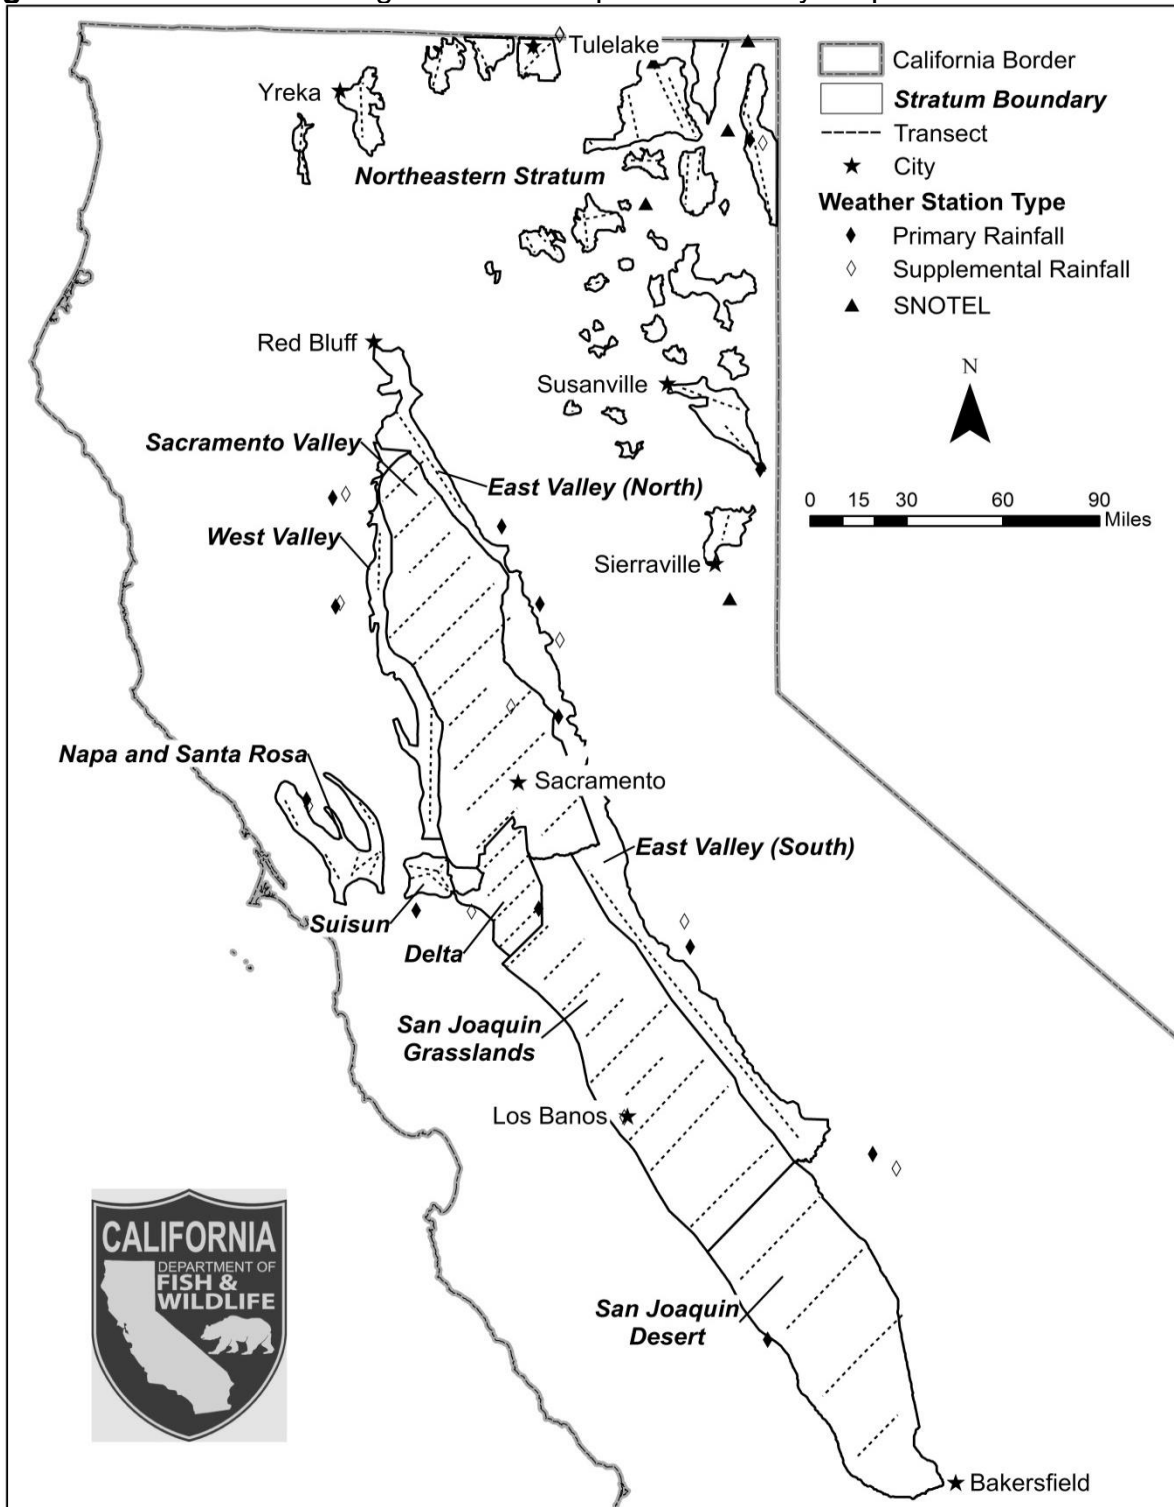 Tulelake
Yreka
Northeastern Stratum
California Border
Stratum Boundary
Transect
City
Weather Station Type
Primary Rainfall
Supplemental Rainfall
SNOTEL
N
0 15 30 60 90
Miles
Red Bluff
Susanville
Sacramento Valley
East Valley (North)
West Valley
Sierraville
Napa and Santa Rosa
Sacramento
East Valley (South)
Suisun
Delta
San Joaquin
Grasslands
Los Banos
San Joaquin
Desert
Bakersfield
CALIFORNIA
DEPARTMENT OF
FISH &
WILDLIFE